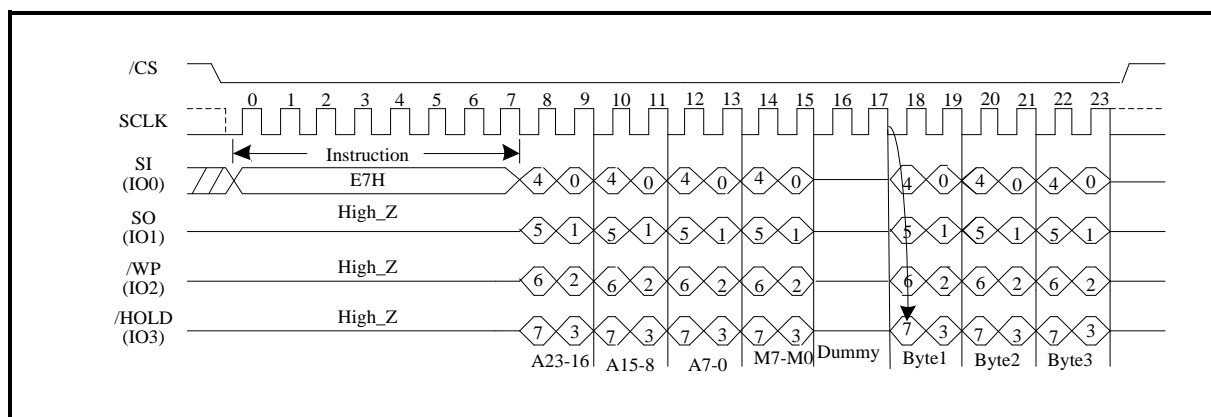 /CS
0 1 2 3 4 5 6 7 8 9 10 11 12 13 14 15 16 17 18 19 20 21 22 23
SCLK
Instruction
SI
(IO0)
E7H
4 0 4 0 4 0 4 0 4 0 4 0 4 0
High_Z
SO
(IO1)
5 1 5 1 5 1 5 1 5 1 5 1 5 1
High_Z
/WP
(IO2)
6 2 6 2 6 2 6 2 6 2 6 2 6 2
High_Z
/HOLD
(IO3)
7 3 7 3 7 3 7 3 7 3 7 3 7 3
A23-16 A15-8 A7-0 M7-M0 Dummy Byte1 Byte2 Byte3